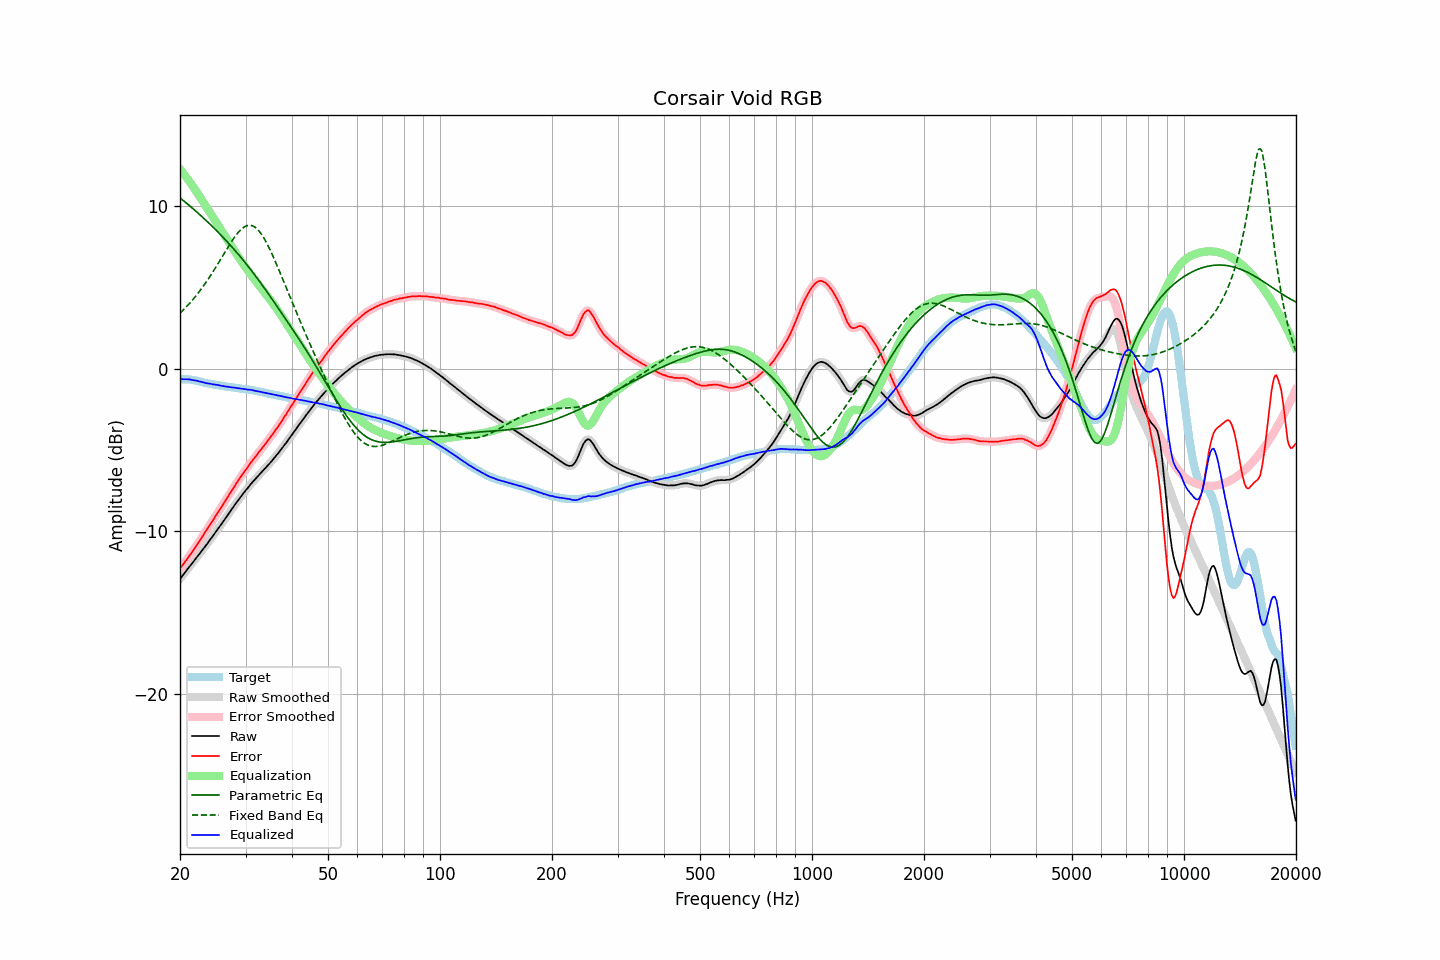 Corsair Void RGB
Amplitude (dBr)
10
0
−10
−20
Target
Raw Smoothed
Error Smoothed
Raw
Error
Equalization
Parametric Eq
Fixed Band Eq
Equalized
20 50 100 200 500 1000 2000 5000 10000 20000
Frequency (Hz)